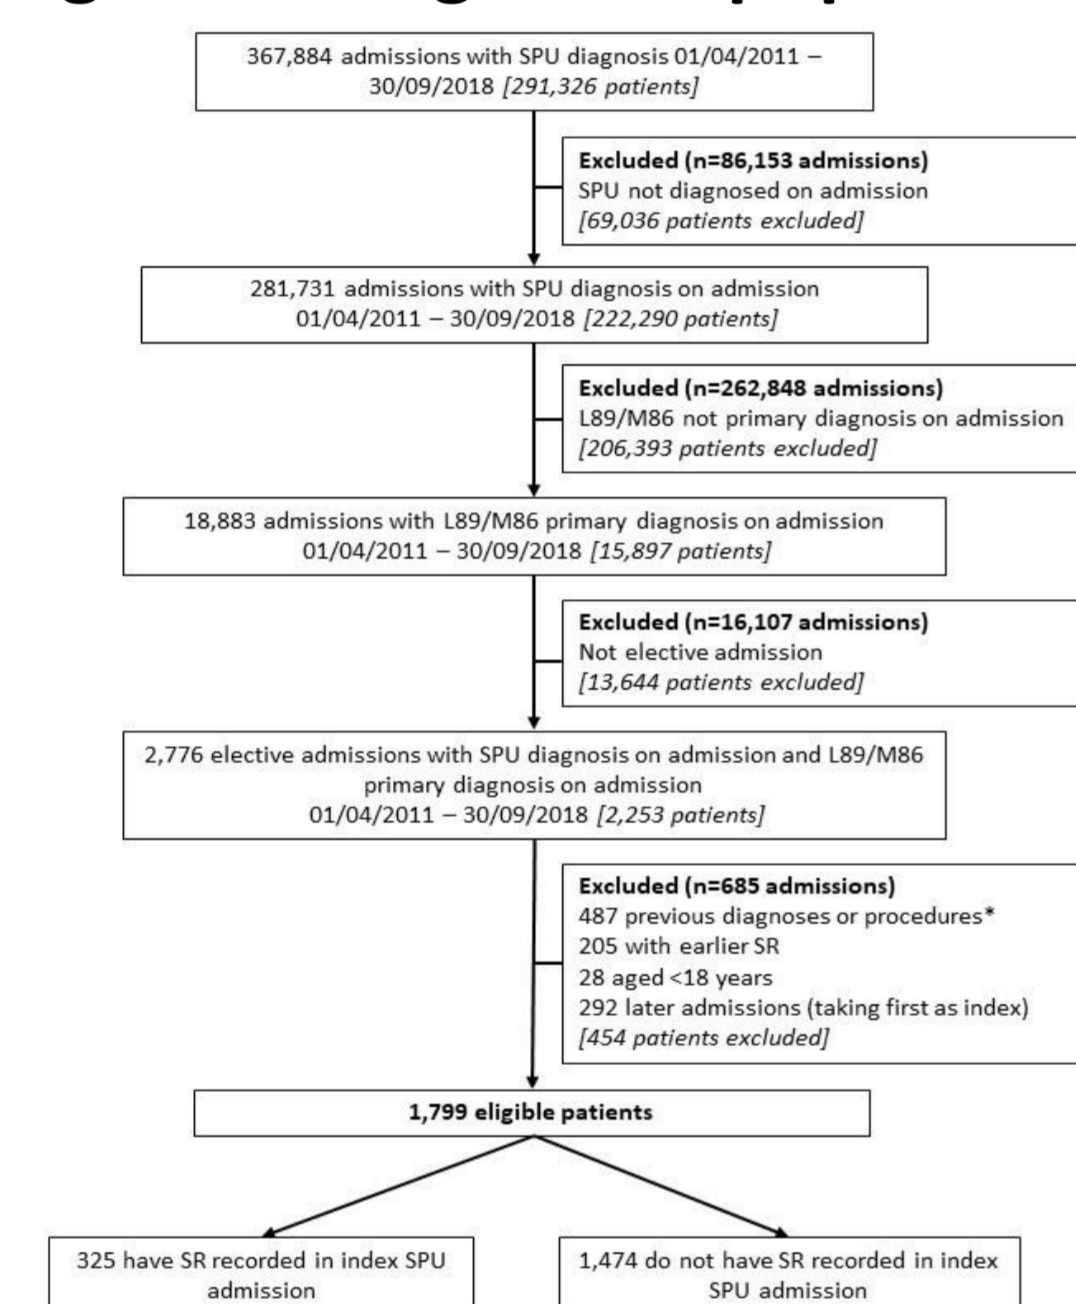 367,884 admissions with SPU diagnosis 01/04/2011 –
30/09/2018 [291,326 patients]
Excluded (n=86,153 admissions)
SPU not diagnosed on admission
[69,036 patients excluded]
281,731 admissions with SPU diagnosis on admission
01/04/2011 – 30/09/2018 [222,290 patients]
Excluded (n=262,848 admissions)
L89/M86 not primary diagnosis on admission
[206,393 patients excluded]
18,883 admissions with L89/M86 primary diagnosis on admission
01/04/2011 – 30/09/2018 [15,897 patients]
Excluded (n=16,107 admissions)
Not elective admission
[13,644 patients excluded]
2,776 elective admissions with SPU diagnosis on admission and L89/M86
primary diagnosis on admission
01/04/2011 – 30/09/2018 [2,253 patients]
Excluded (n=685 admissions)
487 previous diagnoses or procedures*
205 with earlier SR
28 aged <18 years
292 later admissions (taking first as index)
[454 patients excluded]
1,799 eligible patients
325 have SR recorded in index SPU
admission
1,474 do not have SR recorded in index
SPU admission